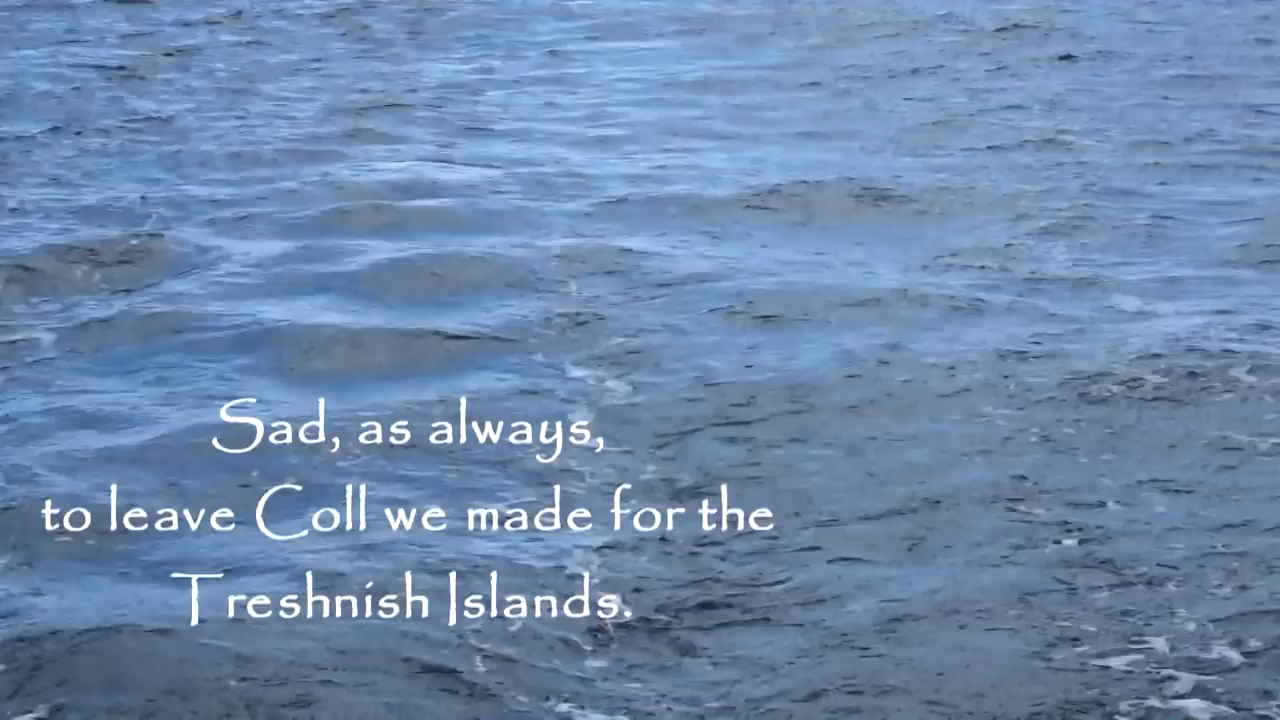 Sad, as always,
to leave Coll we made for the
Treshnish Islands.